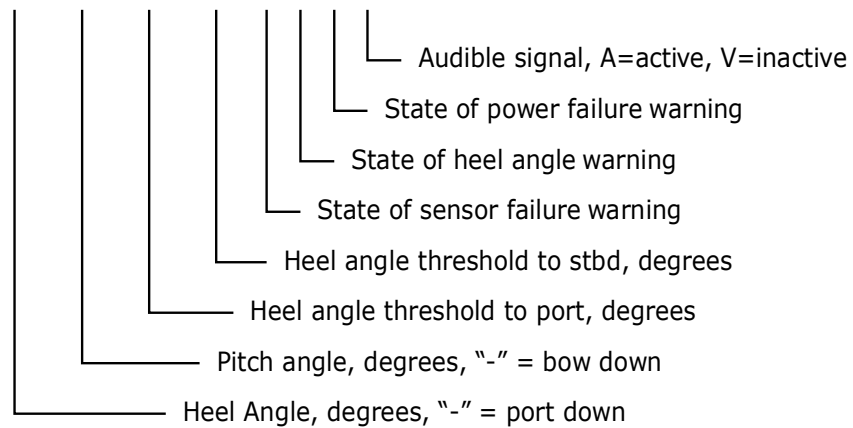 Audible signal, A=active, V=inactive
State of power failure warning
State of heel angle warning
State of sensor failure warning
Heel angle threshold to stbd, degrees
Heel angle threshold to port, degrees
Pitch angle, degrees, “-” = bow down
Heel Angle, degrees, “-” = port down